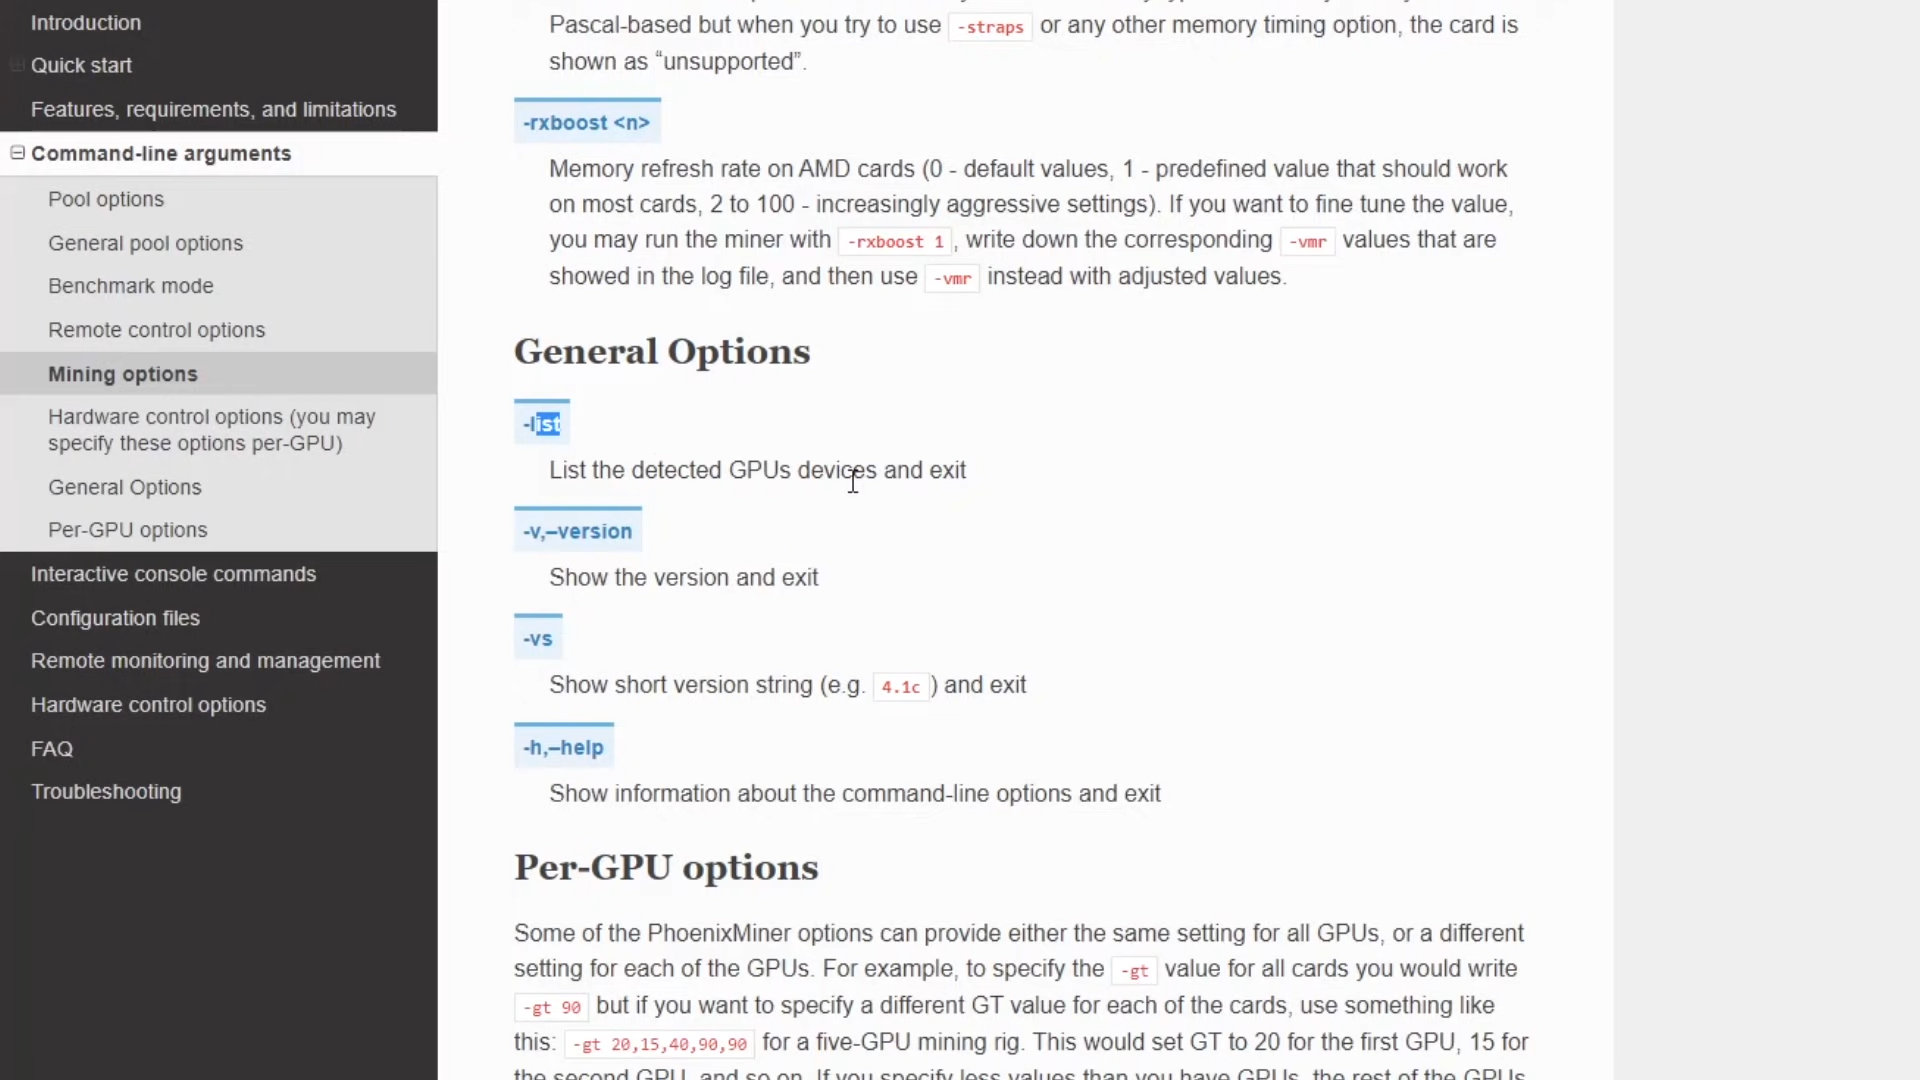 Introduction
Quick start
Features, requirements, and limitations
Command-line arguments
Pool options
General pool options
Benchmark mode
Remote control options
Mining options
Hardware control options (you may
specify these options per-GPU)
General Options
Per-GPU options
Interactive console commands
Configuration files
Remote monitoring and management
Hardware control options
FAQ
Troubleshooting
Pascal-based but when you try to use -straps or any other memory timing option, the card is
shown as “unsupported”.
-rxboost <n>
Memory refresh rate on AMD cards (0 - default values, 1 - predefined value that should work
on most cards, 2 to 100 - increasingly aggressive settings). If you want to fine tune the value,
you may run the miner with -rxboost 1, write down the corresponding -vmr values that are
showed in the log file, and then use -vmr instead with adjusted values.
General Options
-list
List the detected GPUs devices and exit
-v,–version
Show the version and exit
-vs
Show short version string (e.g. 4.1c) and exit
-h,–help
Show information about the command-line options and exit
Per-GPU options
Some of the PhoenixMiner options can provide either the same setting for all GPUs, or a different
setting for each of the GPUs. For example, to specify the -gt value for all cards you would write
-gt 90 but if you want to specify a different GT value for each of the cards, use something like
this: -gt 20,15,40,90,90 for a five-GPU mining rig. This would set GT to 20 for the first GPU, 15 for
the second GPU, and so on. If you specify less values than you have GPUs, the rest of the GPUs